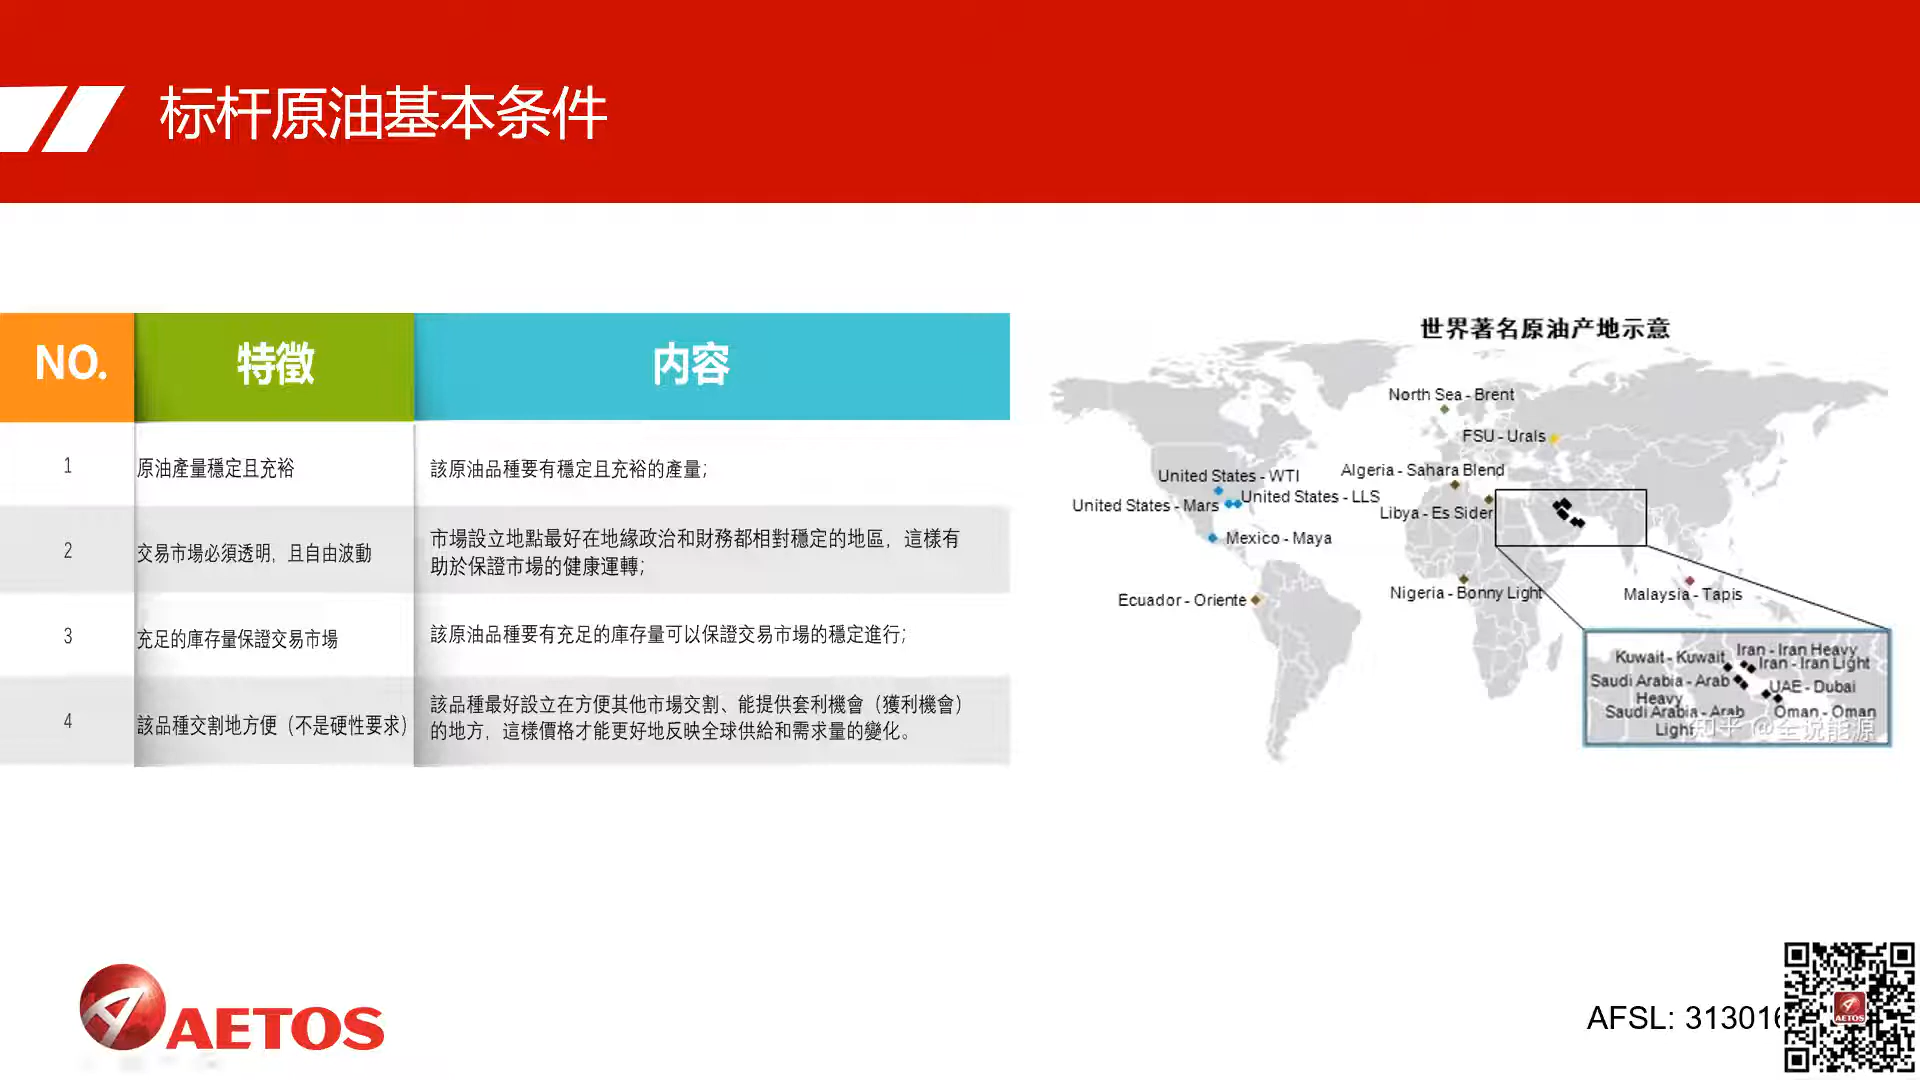 标杆原油基本条件
NO.
特徵
内容
1
原油產量穩定且充裕
該原油品種要有穩定且充裕的產量；
2
交易市場必須透明，且自由波動
市場設立地點最好在地緣政治和財務都相對穩定的地區，這樣有
助於保證市場的健康運轉；
3
充足的庫存量保證交易市場
該原油品種要有充足的庫存量可以保證交易市場的穩定進行；
4
該品種交割地方便（不是硬性要求）
該品種最好設立在方便其他市場交割、能提供套利機會（獲利機會）
的地方，這樣價格才能更好地反映全球供給和需求量的變化。
世界著名原油产地示意
North Sea - Brent
FSU - Urals
Algeria - Sahara Blend
United States - WTI
United States - LLS
United States - Mars
Libya - Es Sider
Mexico - Maya
Nigeria - Bonny Light
Malaysia - Tapis
Ecuador - Oriente
Iran - Iran Heavy
Kuwait - Kuwait
Iran - Iran Light
Saudi Arabia - Arab
Heavy
UAE - Dubai
Saudi Arabia - Arab
Light
Oman - Oman
知乎 @全说能源
AETOS
AFSL: 313016
AETOS